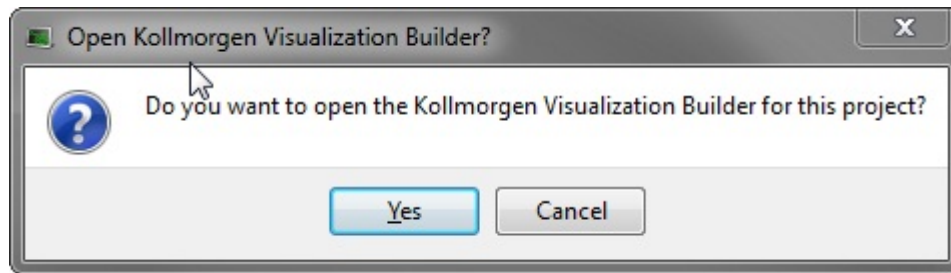 Open Kollmorgen Visualization Builder?
Do you want to open the Kollmorgen Visualization Builder for this project?
Yes
Cancel